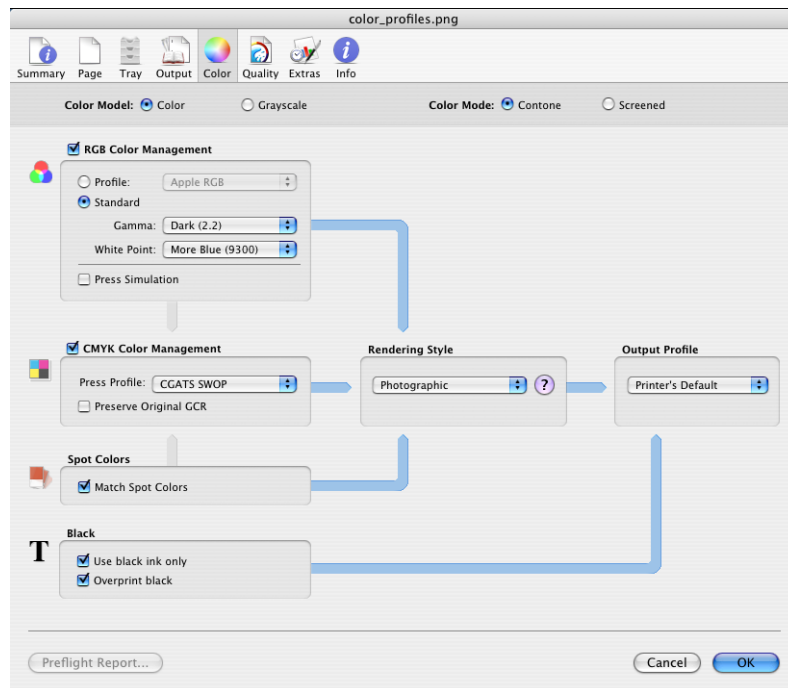 color_profiles.png
Summary Page Tray Output Color Quality Extras Info
Color Model: Color Grayscale Color Mode: Contone Screened
RGB Color Management
Profile: Apple RGB
Standard
Gamma: Dark (2.2)
White Point: More Blue (9300)
Press Simulation
CMYK Color Management
Press Profile: CGATS SWOP
Preserve Original GCR
Rendering Style
Photographic ?
Output Profile
Printer's Default
Spot Colors
Match Spot Colors
Black
T
Use black ink only
Overprint black
Preflight Report... Cancel OK